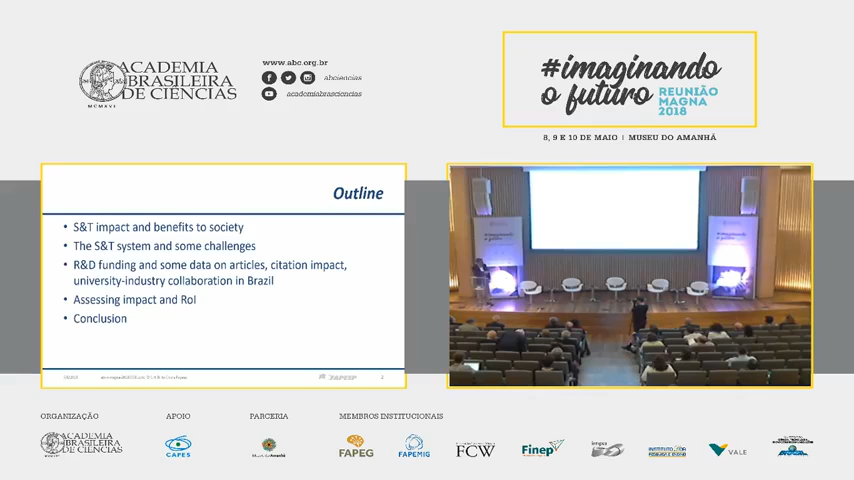 ACADEMIA
BRASILEIRA
DE CIÊNCIAS
MCMXVI
www.abc.org.br
abciencias
academiabrasciencias
#imaginando
o futuro
REUNIÃO
MAGNA
2018
8, 9 E 10 DE MAIO | MUSEU DO AMANHÃ
Outline
• S&T impact and benefits to society
• The S&T system and some challenges
• R&D funding and some data on articles, citation impact,
university-industry collaboration in Brazil
• Assessing impact and RoI
• Conclusion
2
ORGANIZAÇÃO
APOIO
PARCERIA
MEMBROS INSTITUCIONAIS
ACADEMIA
BRASILEIRA
DE CIÊNCIAS
CAPES
FAPEG
FAPEMIG
FCW
Finep
VALE